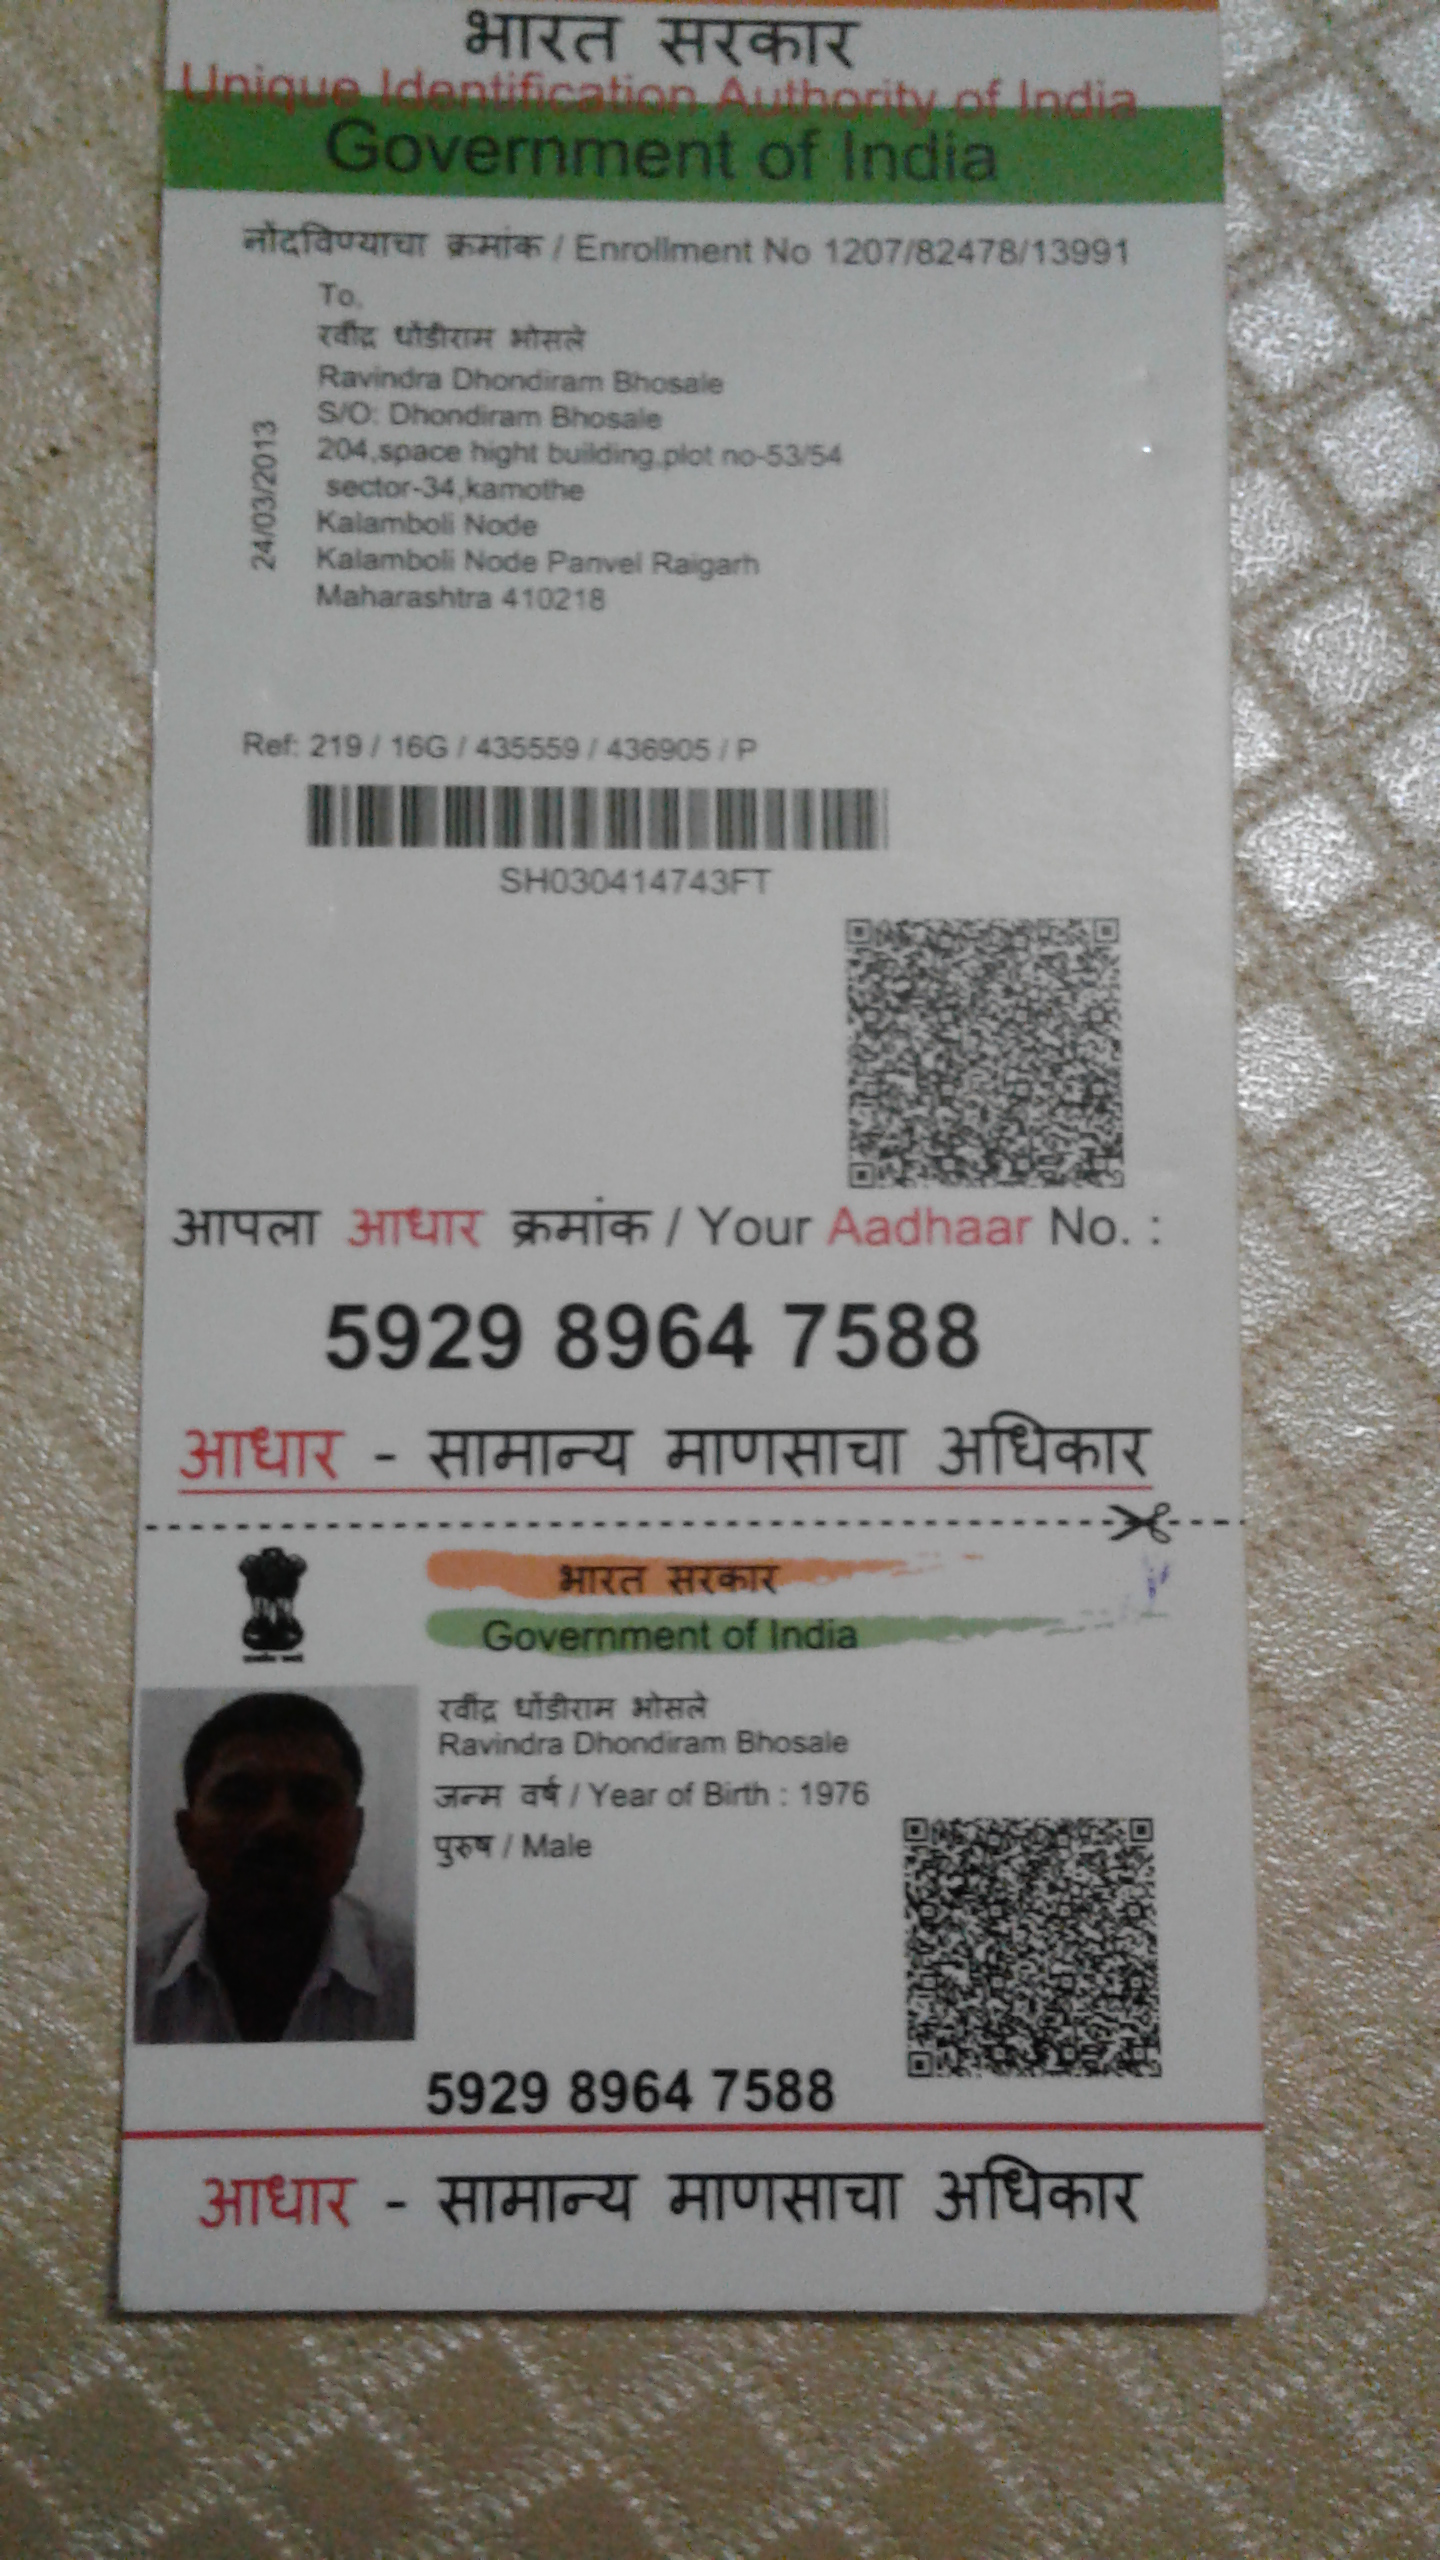 भारत सरकार
Unique Identification Authority of India
Government of India
नोंदविण्याचा क्रमांक / Enrollment No 1207/82478/13991
To,
रवींद्र धोंडीराम भोसले
Ravindra Dhondiram Bhosale
S/O: Dhondiram Bhosale
204,space hight building,plot no-53/54
sector-34,kamothe
Kalamboli Node
Kalamboli Node Panvel Raigarh
Maharashtra 410218
24/03/2013
Ref: 219 / 16G / 435559 / 436905 / P
SH030414743FT
आपला आधार क्रमांक / Your Aadhaar No. :
5929 8964 7588
आधार - सामान्य माणसाचा अधिकार
भारत सरकार
Government of India
रवींद्र धोंडीराम भोसले
Ravindra Dhondiram Bhosale
जन्म वर्ष / Year of Birth : 1976
पुरुष / Male
5929 8964 7588
आधार - सामान्य माणसाचा अधिकार